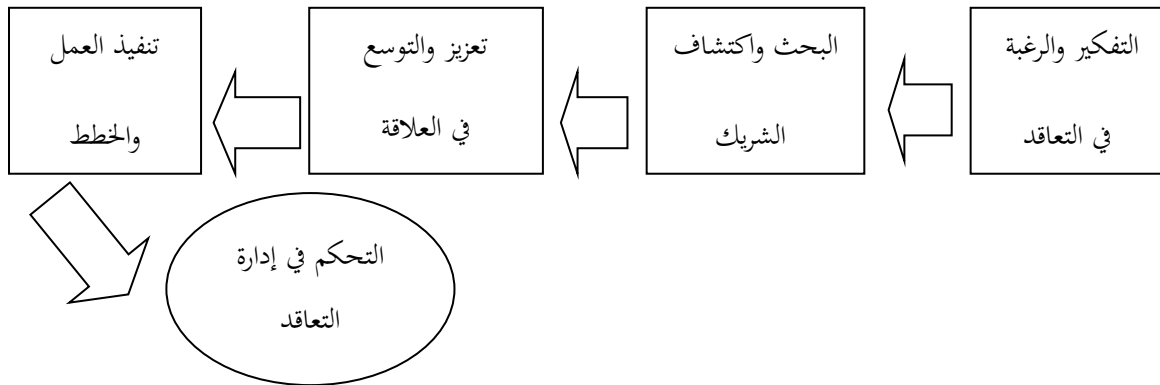 التفكير والرغبة
في التعاقد
البحث واكتشاف
الشريك
تعزيز والتوسع
في العلاقة
تنفيذ العمل
والخطط
التحكم في إدارة
التعاقد